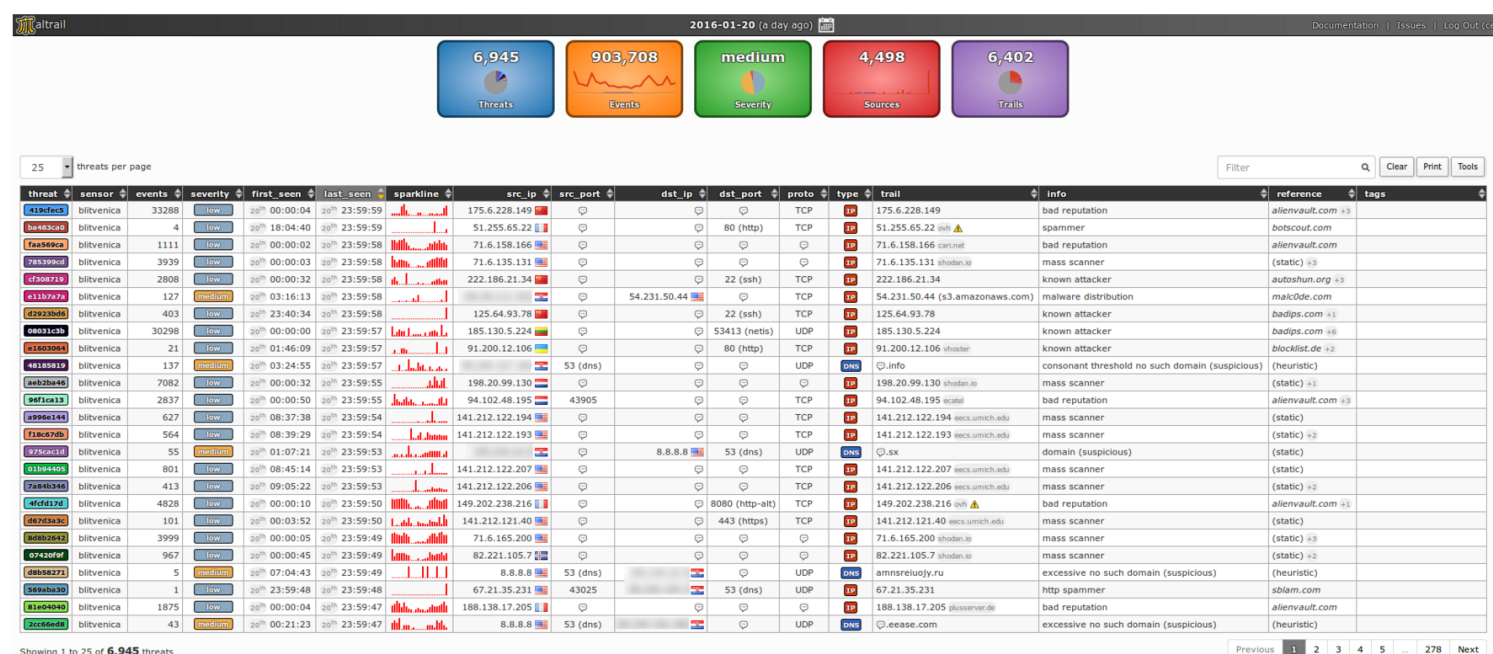 altrail 2016-01-20 (a day ago) Documentation | Issues | Log Out (ce
6,945 903,708 medium 4,498 6,402
Threats Events Severity Sources Trails
25 threats per page Filter Clear Print Tools
threat sensor events severity first_seen last_seen sparkline src_ip src_port dst_ip dst_port proto type trail info reference tags
419cfec5 blitvenica 33288 low 20th 00:00:04 20th 23:59:59 175.6.228.149 TCP IP 175.6.228.149 bad reputation alienvault.com +3
ba483ca0 blitvenica 4 low 20th 18:04:40 20th 23:59:59 51.255.65.22 80 (http) TCP IP 51.255.65.22 ovh spammer botscout.com
faa569ca blitvenica 1111 low 20th 00:00:02 20th 23:59:58 71.6.158.166 IP 71.6.158.166 cari.net bad reputation alienvault.com
785399cd blitvenica 3939 low 20th 00:00:03 20th 23:59:58 71.6.135.131 IP 71.6.135.131 shodan.io mass scanner (static) +3
cf308719 blitvenica 2808 low 20th 00:00:32 20th 23:59:58 222.186.21.34 22 (ssh) TCP IP 222.186.21.34 known attacker autoshun.org +3
e11b7a7a blitvenica 127 medium 20th 03:16:13 20th 23:59:58 54.231.50.44 TCP IP 54.231.50.44 (s3.amazonaws.com) malware distribution malc0de.com
d2923bd6 blitvenica 403 low 20th 23:40:34 20th 23:59:58 125.64.93.78 22 (ssh) TCP IP 125.64.93.78 known attacker badips.com +1
08031c3b blitvenica 30298 low 20th 00:00:00 20th 23:59:57 185.130.5.224 53413 (netis) UDP IP 185.130.5.224 known attacker badips.com +6
e1603064 blitvenica 21 low 20th 01:46:09 20th 23:59:57 91.200.12.106 80 (http) TCP IP 91.200.12.106 vhoster known attacker blocklist.de +2
48185819 blitvenica 137 medium 20th 03:24:55 20th 23:59:57 53 (dns) UDP DNS .info consonant threshold no such domain (suspicious) (heuristic)
aeb2ba46 blitvenica 7082 low 20th 00:00:32 20th 23:59:55 198.20.99.130 IP 198.20.99.130 shodan.io mass scanner (static) +1
96f1ca13 blitvenica 2837 low 20th 00:00:50 20th 23:59:55 94.102.48.195 43905 TCP IP 94.102.48.195 ecatel bad reputation alienvault.com +3
a996e144 blitvenica 627 low 20th 08:37:38 20th 23:59:54 141.212.122.194 TCP IP 141.212.122.194 eecs.umich.edu mass scanner (static)
f18c67db blitvenica 564 low 20th 08:39:29 20th 23:59:54 141.212.122.193 TCP IP 141.212.122.193 eecs.umich.edu mass scanner (static) +2
975cac1d blitvenica 55 medium 20th 01:07:21 20th 23:59:53 8.8.8.8 53 (dns) UDP DNS .sx domain (suspicious) (static)
01b94405 blitvenica 801 low 20th 08:45:14 20th 23:59:53 141.212.122.207 TCP IP 141.212.122.207 eecs.umich.edu mass scanner (static)
7a84b346 blitvenica 413 low 20th 09:05:22 20th 23:59:53 141.212.122.206 TCP IP 141.212.122.206 eecs.umich.edu mass scanner (static) +2
4fcfd17d blitvenica 4828 low 20th 00:00:10 20th 23:59:50 149.202.238.216 8080 (http-alt) TCP IP 149.202.238.216 ovh bad reputation alienvault.com +1
d67d3a3c blitvenica 101 low 20th 00:03:52 20th 23:59:50 141.212.121.40 443 (https) TCP IP 141.212.121.40 eecs.umich.edu mass scanner (static)
8d8b2642 blitvenica 3999 low 20th 00:00:05 20th 23:59:49 71.6.165.200 IP 71.6.165.200 shodan.io mass scanner (static) +3
07420f9f blitvenica 967 low 20th 00:00:45 20th 23:59:49 82.221.105.7 IP 82.221.105.7 shodan.io mass scanner (static) +2
d8b58271 blitvenica 5 medium 20th 07:04:43 20th 23:59:49 8.8.8.8 53 (dns) UDP DNS amnsreiuojy.ru excessive no such domain (suspicious) (heuristic)
569aba30 blitvenica 1 low 20th 23:59:48 20th 23:59:48 67.21.35.231 43025 53 (dns) UDP IP 67.21.35.231 http spammer sblam.com
81e04040 blitvenica 1875 low 20th 00:00:04 20th 23:59:47 188.138.17.205 IP 188.138.17.205 plusserver.de bad reputation alienvault.com
2cc66ed8 blitvenica 43 medium 20th 00:21:23 20th 23:59:47 8.8.8.8 53 (dns) UDP DNS .eease.com excessive no such domain (suspicious) (heuristic)
Showing 1 to 25 of 6,945 threats Previous 1 2 3 4 5 ... 278 Next